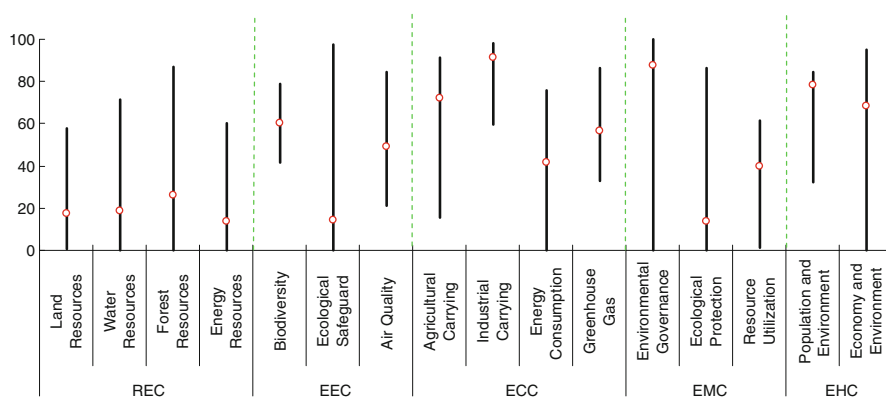 100
80
60
40
20
0
Land
Resources
Water
Resources
Forest
Resources
Energy
Resources
Biodiversity
Ecological
Safeguard
Air Quality
Agricultural
Carrying
Industrial
Carrying
Energy
Consumption
Greenhouse
Gas
Environmental
Governance
Ecological
Protection
Resource
Utilization
Population and
Environment
Economy and
Environment
REC
EEC
ECC
EMC
EHC